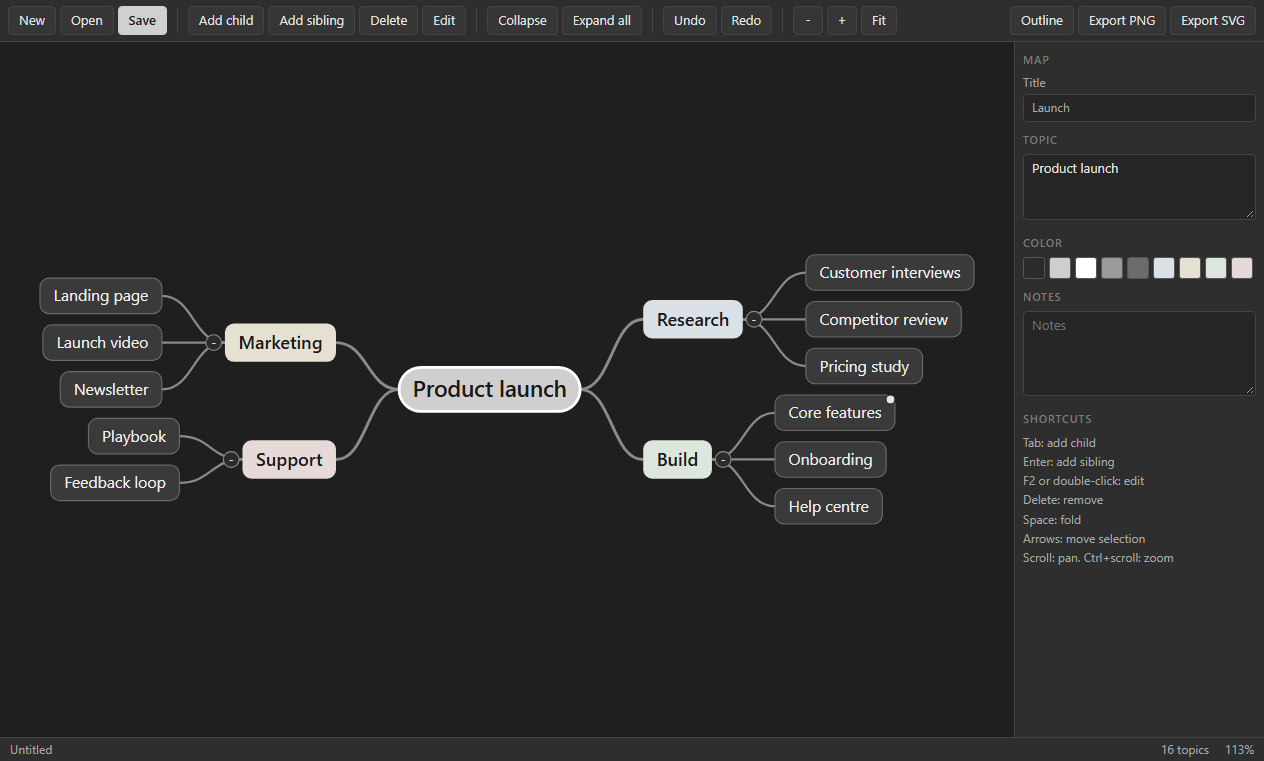 New Open Save Add child Add sibling Delete Edit Collapse Expand all Undo Redo - + Fit Outline Export PNG Export SVG
MAP
Title
Launch
TOPIC
Product launch
COLOR
NOTES
Notes
SHORTCUTS
Tab: add child
Enter: add sibling
F2 or double-click: edit
Delete: remove
Space: fold
Arrows: move selection
Scroll: pan. Ctrl+scroll: zoom
Product launch
Marketing
-
Landing page
Launch video
Newsletter
Support
-
Playbook
Feedback loop
Research
-
Customer interviews
Competitor review
Pricing study
Build
-
Core features
Onboarding
Help centre
Untitled 16 topics 113%